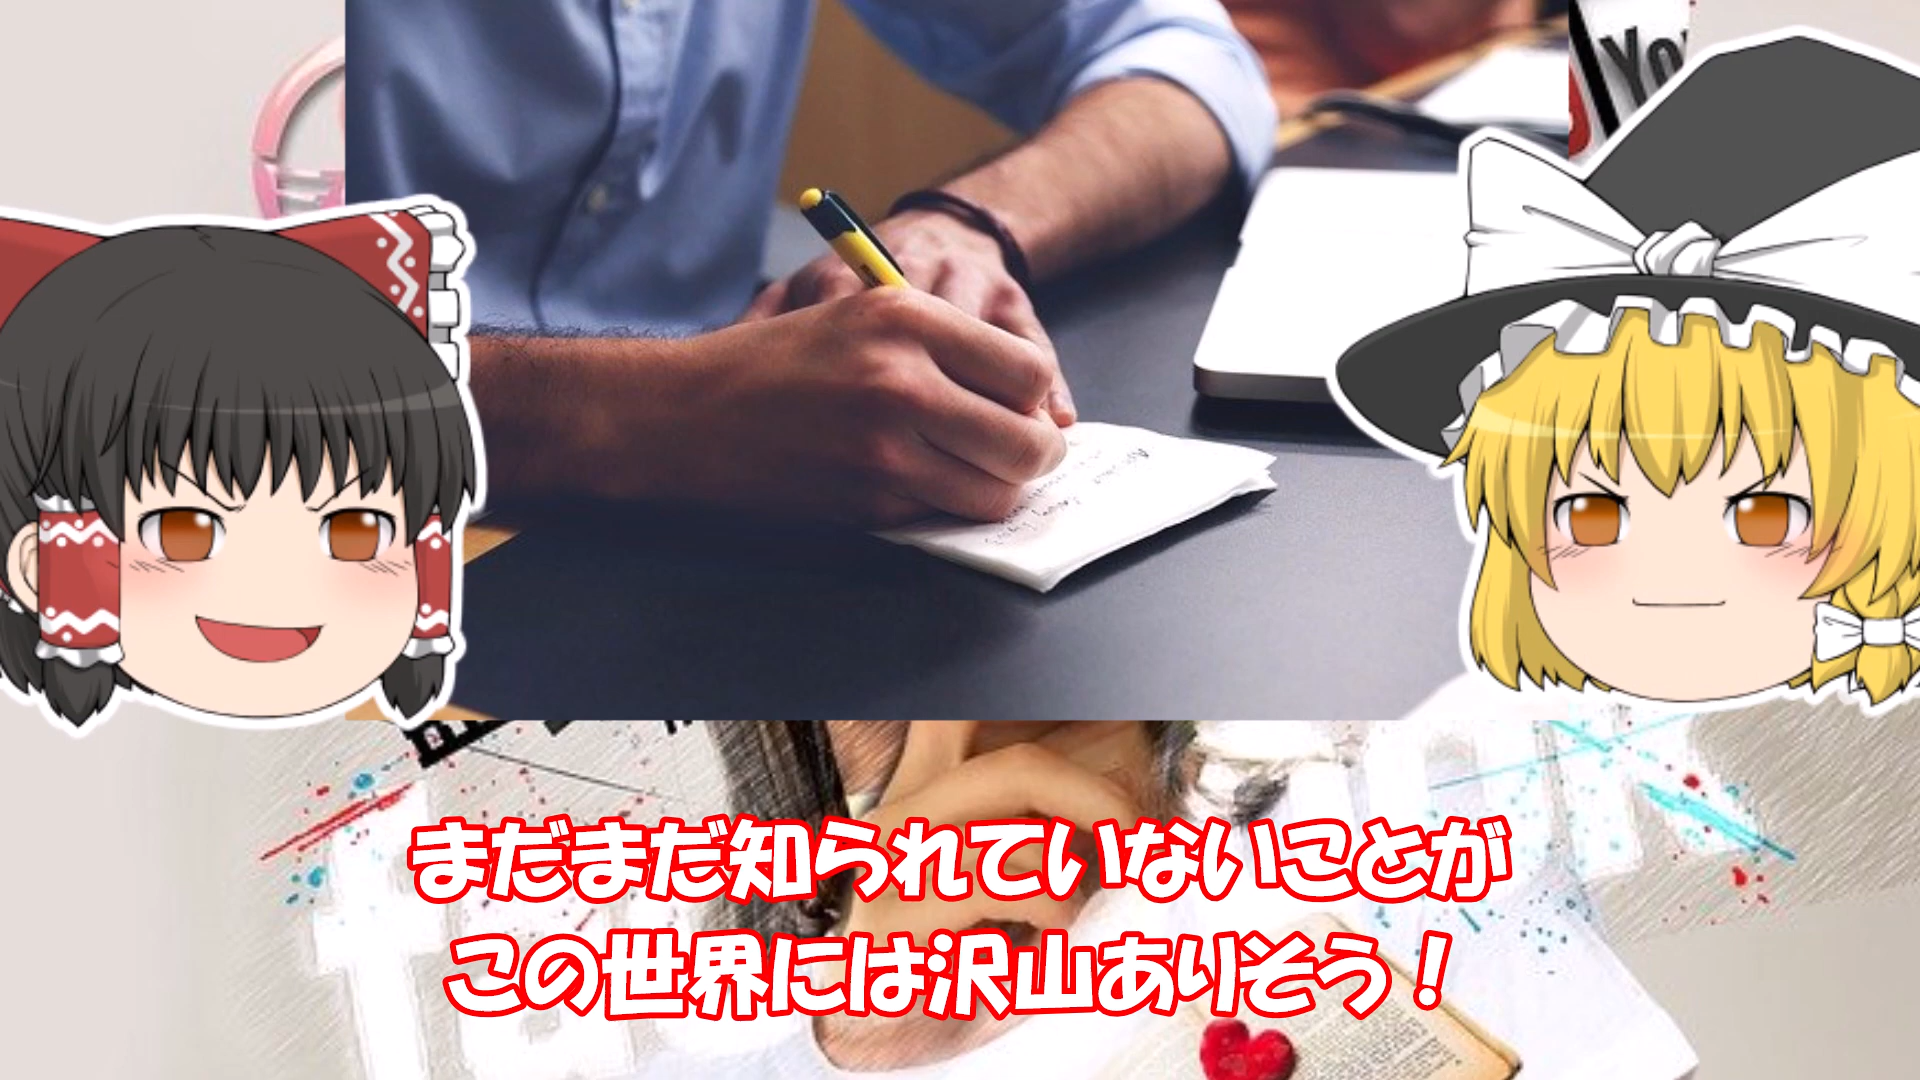 You
まだまだ知られていないことが
この世界には沢山ありそう！